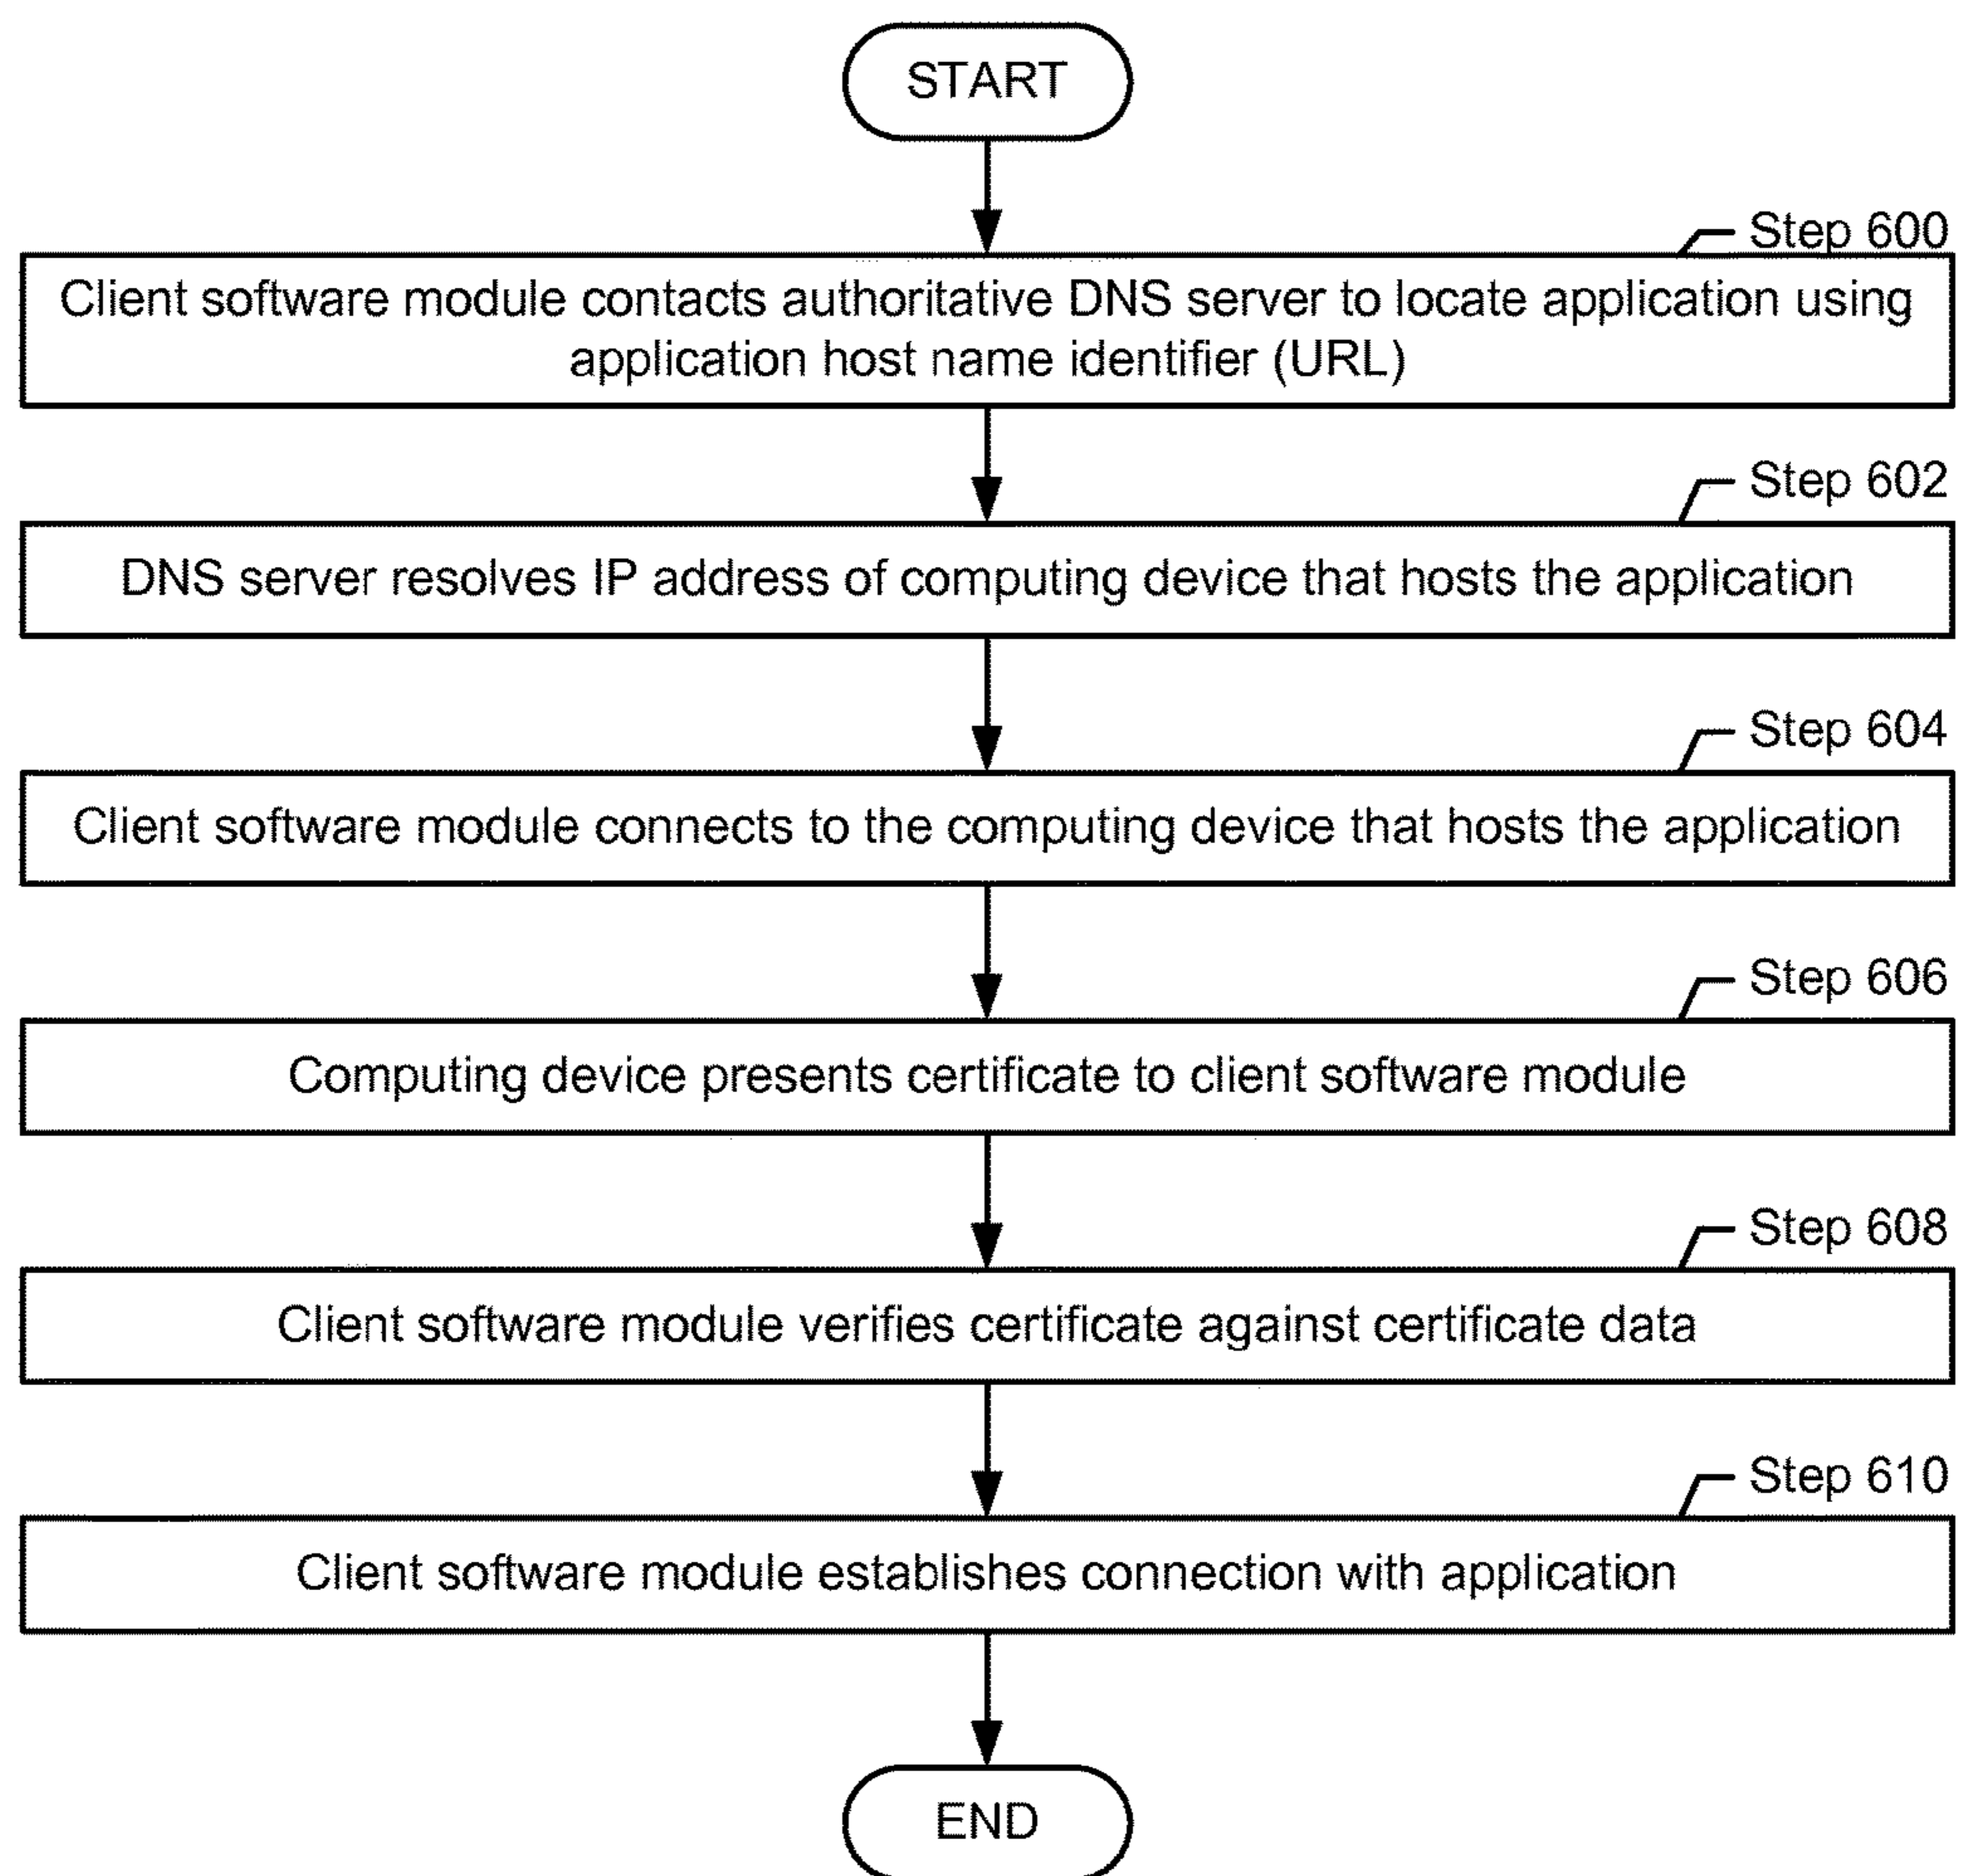 START
Step 600
Client software module contacts authoritative DNS server to locate application using
application host name identifier (URL)
Step 602
DNS server resolves IP address of computing device that hosts the application
Step 604
Client software module connects to the computing device that hosts the application
Step 606
Computing device presents certificate to client software module
Step 608
Client software module verifies certificate against certificate data
Step 610
Client software module establishes connection with application
END